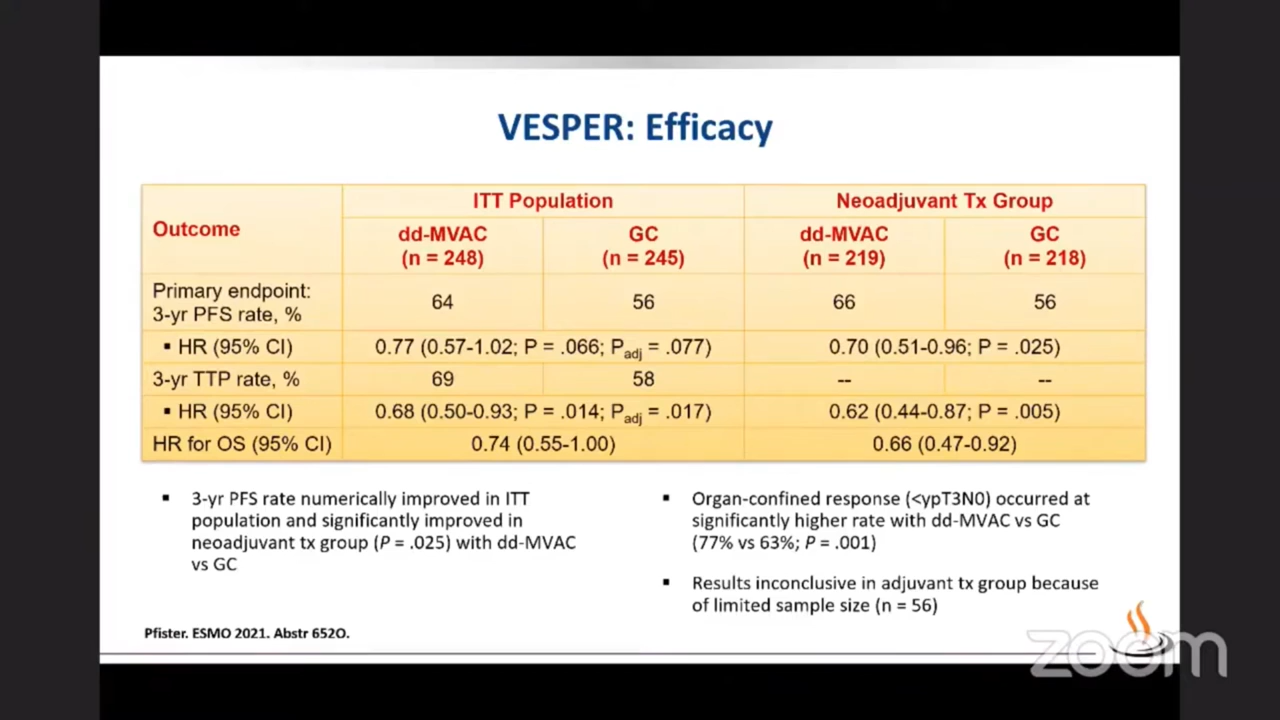 VESPER: Efficacy
Outcome
ITT Population
Neoadjuvant Tx Group
dd-MVAC
(n = 248)
GC
(n = 245)
dd-MVAC
(n = 219)
GC
(n = 218)
Primary endpoint:
3-yr PFS rate, %
64
56
66
56
▪ HR (95% CI)
0.77 (0.57-1.02; P = .066; Padj = .077)
0.70 (0.51-0.96; P = .025)
3-yr TTP rate, %
69
58
--
--
▪ HR (95% CI)
0.68 (0.50-0.93; P = .014; Padj = .017)
0.62 (0.44-0.87; P = .005)
HR for OS (95% CI)
0.74 (0.55-1.00)
0.66 (0.47-0.92)
▪ 3-yr PFS rate numerically improved in ITT
population and significantly improved in
neoadjuvant tx group (P = .025) with dd-MVAC
vs GC
▪ Organ-confined response (<ypT3N0) occurred at
significantly higher rate with dd-MVAC vs GC
(77% vs 63%; P = .001)
▪ Results inconclusive in adjuvant tx group because
of limited sample size (n = 56)
Pfister. ESMO 2021. Abstr 652O.
zoom